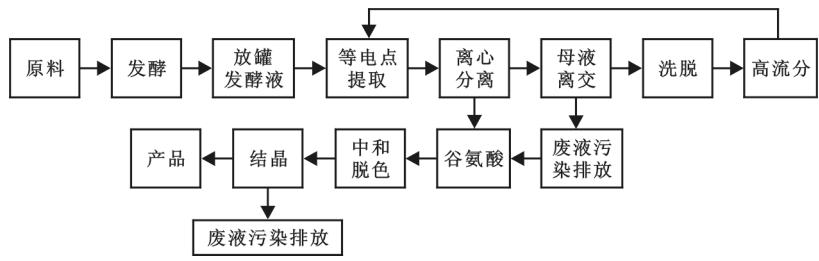 原料
发酵
放罐
发酵液
等电点
提取
离心
分离
母液
离交
洗脱
高流分
产品
结晶
中和
脱色
谷氨酸
废液污
染排放
废液污染排放